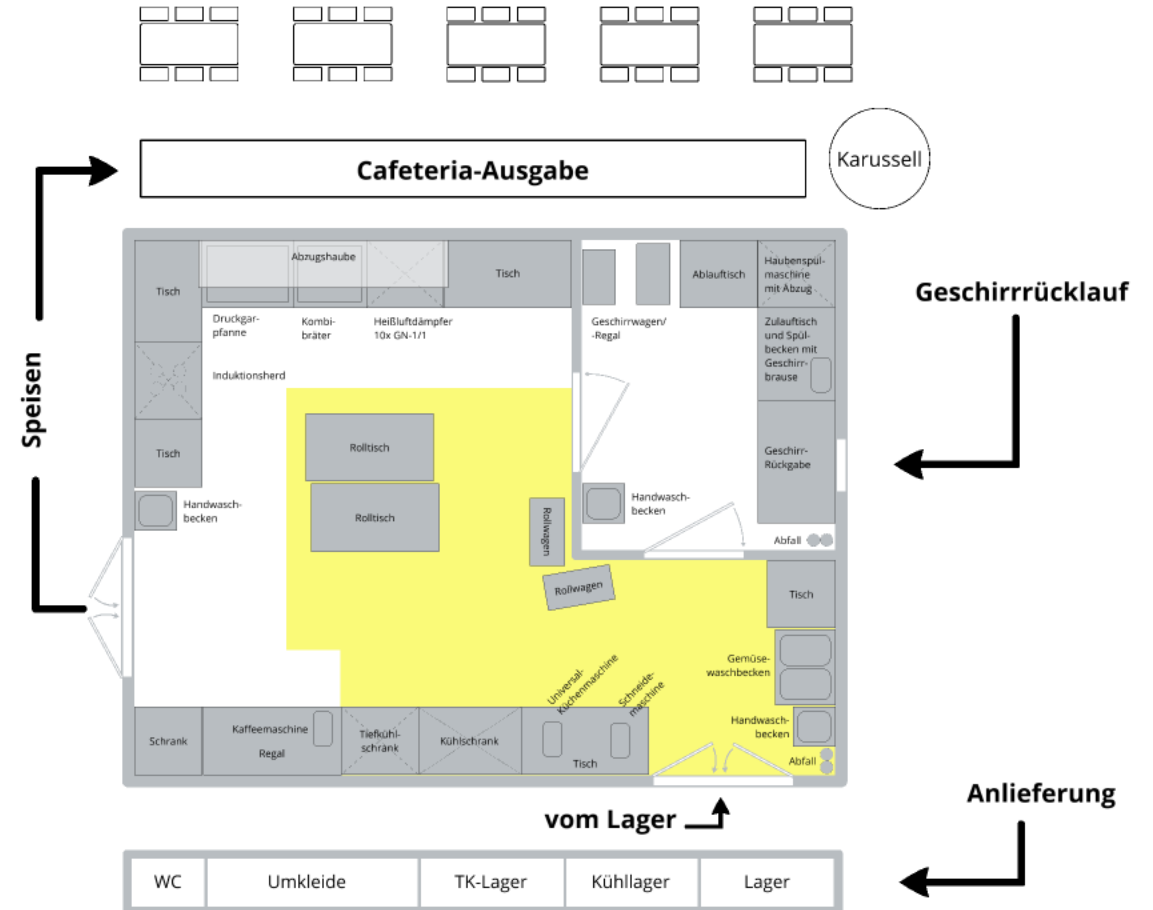 Cafeteria-Ausgabe
Karussell
Speisen
Geschirrrücklauf
Abzugshaube
Tisch
Tisch
Druckgar-
pfanne
Kombi-
bräter
Heißluftdämpfer
10x GN-1/1
Induktionsherd
Tisch
Handwasch-
becken
Geschirrwagen/
-Regal
Ablauftisch
Haubenspül-
maschine
mit Abzug
Zulauftisch
und Spül-
becken mit
Geschirr-
brause
Geschirr-
Rückgabe
Handwasch-
becken
Abfall
Rolltisch
Rolltisch
Rollwagen
Rollwagen
Tisch
Gemüse-
waschbecken
Handwasch-
becken
Abfall
Universal-
Küchenmaschine
Schneide-
maschine
Schrank
Kaffeemaschine
Regal
Tiefkühl-
schränk
Kühlschrank
Tisch
vom Lager
Anlieferung
WC
Umkleide
TK-Lager
Kühllager
Lager